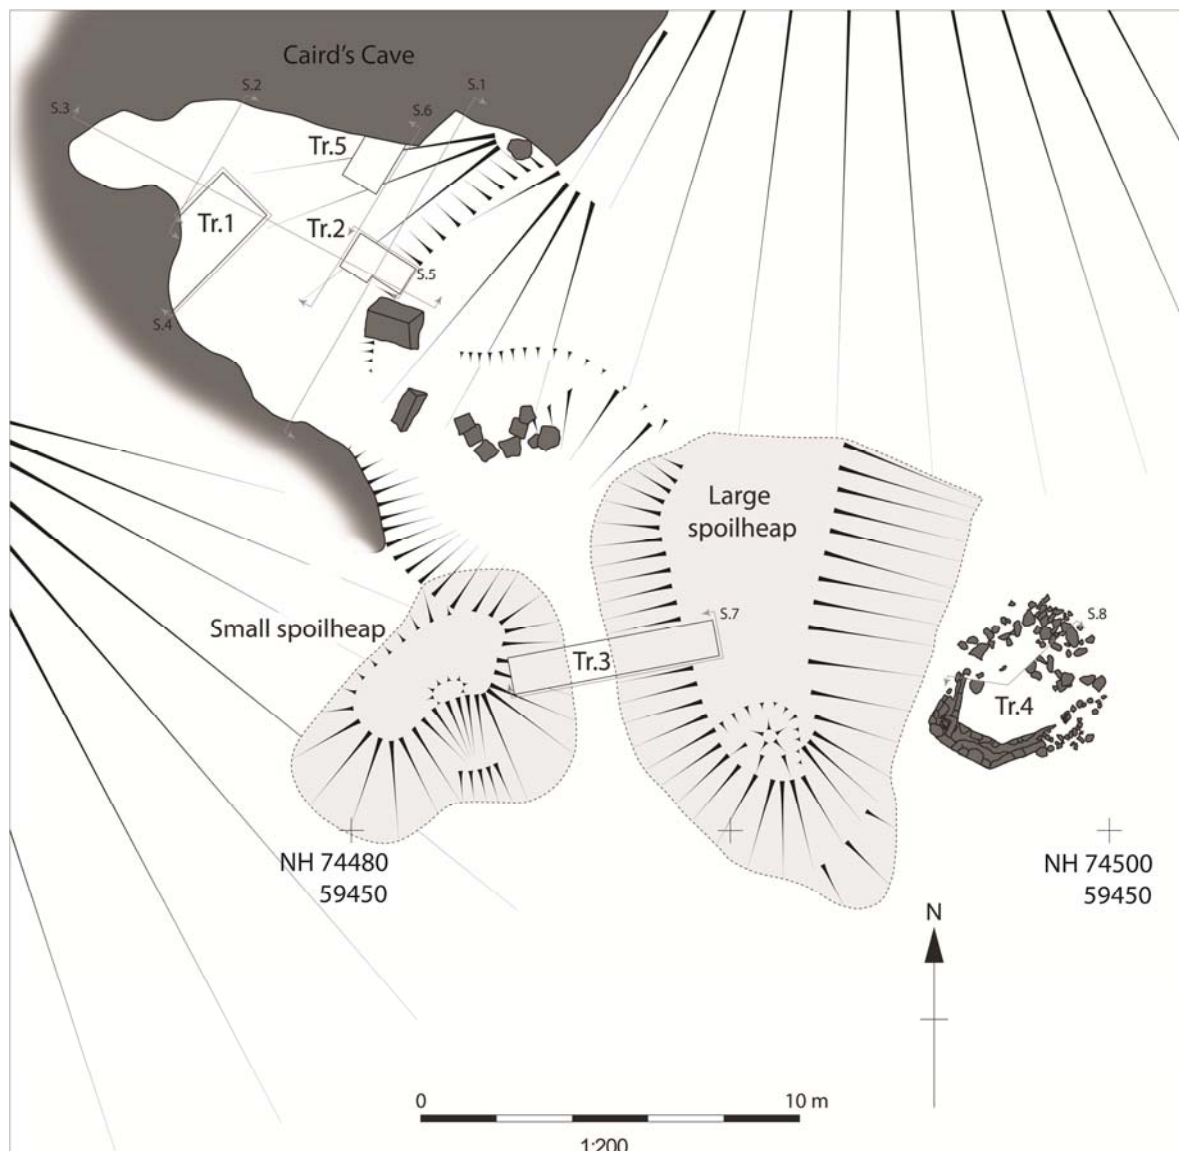 Caird's Cave
S.3
S.2
S.6
S.1
Tr.5
Tr.1
Tr.2
S.5
S.4
Large
spoilheap
Small spoilheap
S.7
Tr.3
S.8
Tr.4
NH 74480
59450
NH 74500
59450
N
0
10 m
1:200